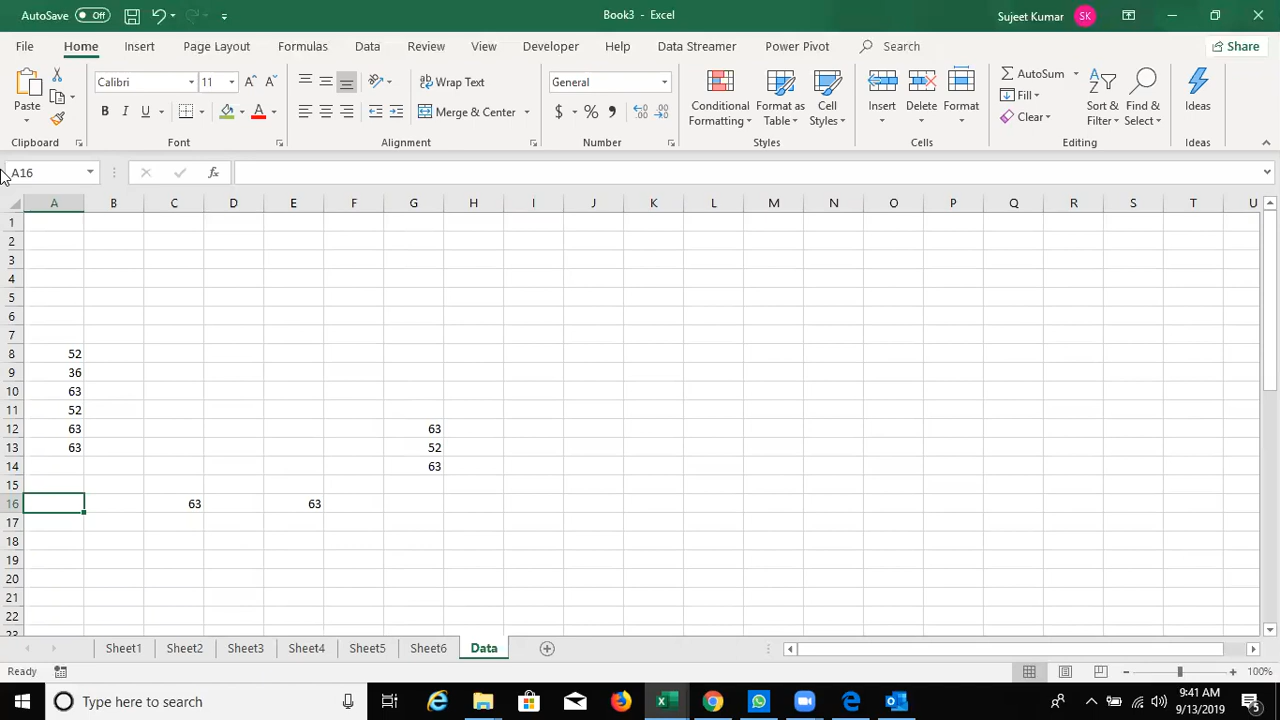 AutoSave Off Book3 - Excel Sujeet Kumar SK
File Home Insert Page Layout Formulas Data Review View Developer Help Data Streamer Power Pivot Search Share
Paste Calibri 11 A A Wrap Text General Conditional Formatting Format as Table Cell Styles Insert Delete Format AutoSum Fill Clear Sort & Filter Find & Select Ideas
B I U A Merge & Center $ % ,
Clipboard Font Alignment Number Styles Cells Editing Ideas
A16 fx
A B C D E F G H I J K L M N O P Q R S T U
1
2
3
4
5
6
7
8 52
9 36
10 63
11 52
12 63 63
13 63 52
14 63
15
16 63 63
17
18
19
20
21
22
23
Sheet1 Sheet2 Sheet3 Sheet4 Sheet5 Sheet6 Data
Ready 100%
Type here to search 9:41 AM
9/13/2019 5